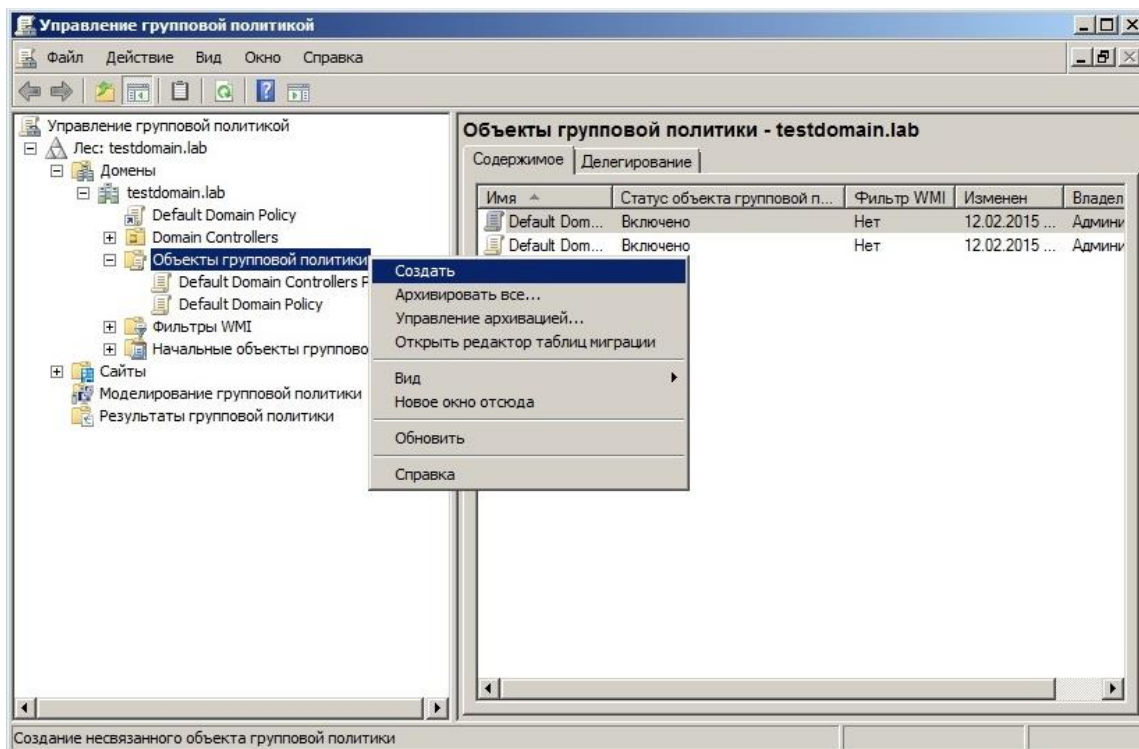 Управление групповой политикой
Файл Действие Вид Окно Справка
Управление групповой политикой
Лес: testdomain.lab
Домены
testdomain.lab
Default Domain Policy
Domain Controllers
Объекты групповой политики
Default Domain Controllers P
Default Domain Policy
Фильтры WMI
Начальные объекты группово
Сайты
Моделирование групповой политики
Результаты групповой политики
Создать
Архивировать все...
Управление архивацией...
Открыть редактор таблиц миграции
Вид
Новое окно отсюда
Обновить
Справка
Объекты групповой политики - testdomain.lab
Содержимое Делегирование
Имя Статус объекта групповой п... Фильтр WMI Изменен Владел
Default Dom... Включено Нет 12.02.2015 ... Админи
Default Dom... Включено Нет 12.02.2015 ... Админи
Создание несвязанного объекта групповой политики